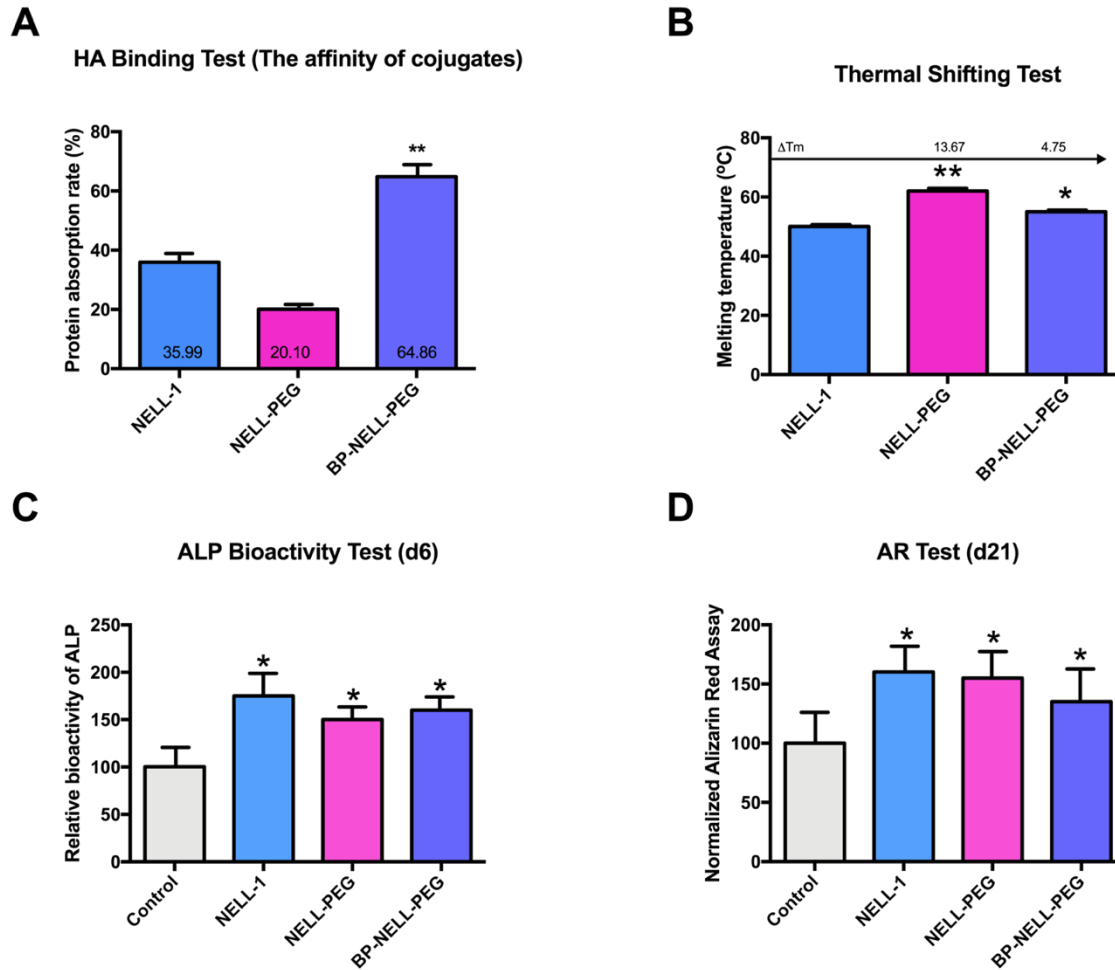 A
HA Binding Test (The affinity of cojugates)
Protein absorption rate (%)
80
60
40
20
0
**
35.99
20.10
64.86
NELL-1
NELL-PEG
BP-NELL-PEG
B
Thermal Shifting Test
Melting temperature (ºC)
80
60
40
20
0
ΔTm
13.67
4.75
**
*
NELL-1
NELL-PEG
BP-NELL-PEG
C
ALP Bioactivity Test (d6)
Relative bioactivity of ALP
250
200
150
100
50
0
*
*
*
Control
NELL-1
NELL-PEG
BP-NELL-PEG
D
AR Test (d21)
Normalized Alizarin Red Assay
200
150
100
50
0
*
*
*
Control
NELL-1
NELL-PEG
BP-NELL-PEG